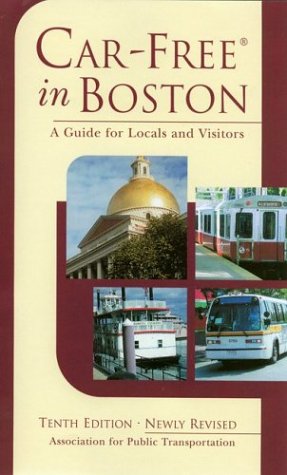 CAR-FREE®
in BOSTON
A Guide for Locals and Visitors
TENTH EDITION · NEWLY REVISED
Association for Public Transportation